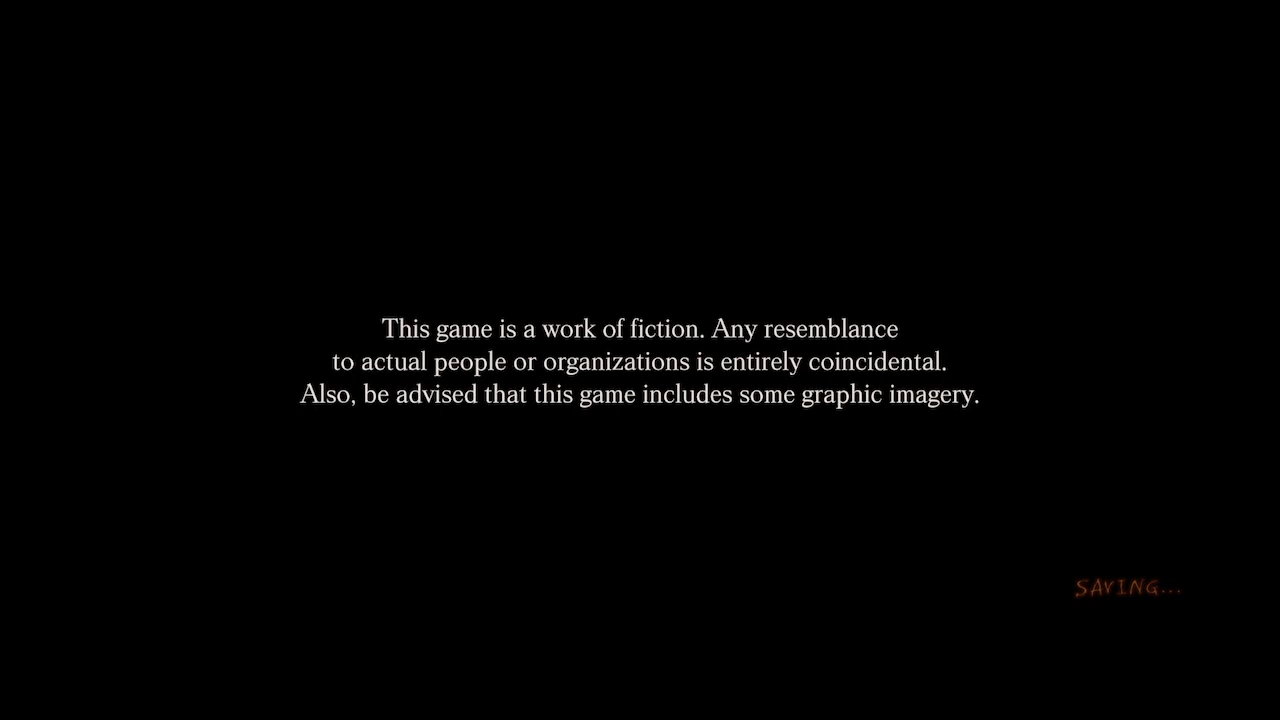 This game is a work of fiction. Any resemblance
to actual people or organizations is entirely coincidental.
Also, be advised that this game includes some graphic imagery.
SAVING...